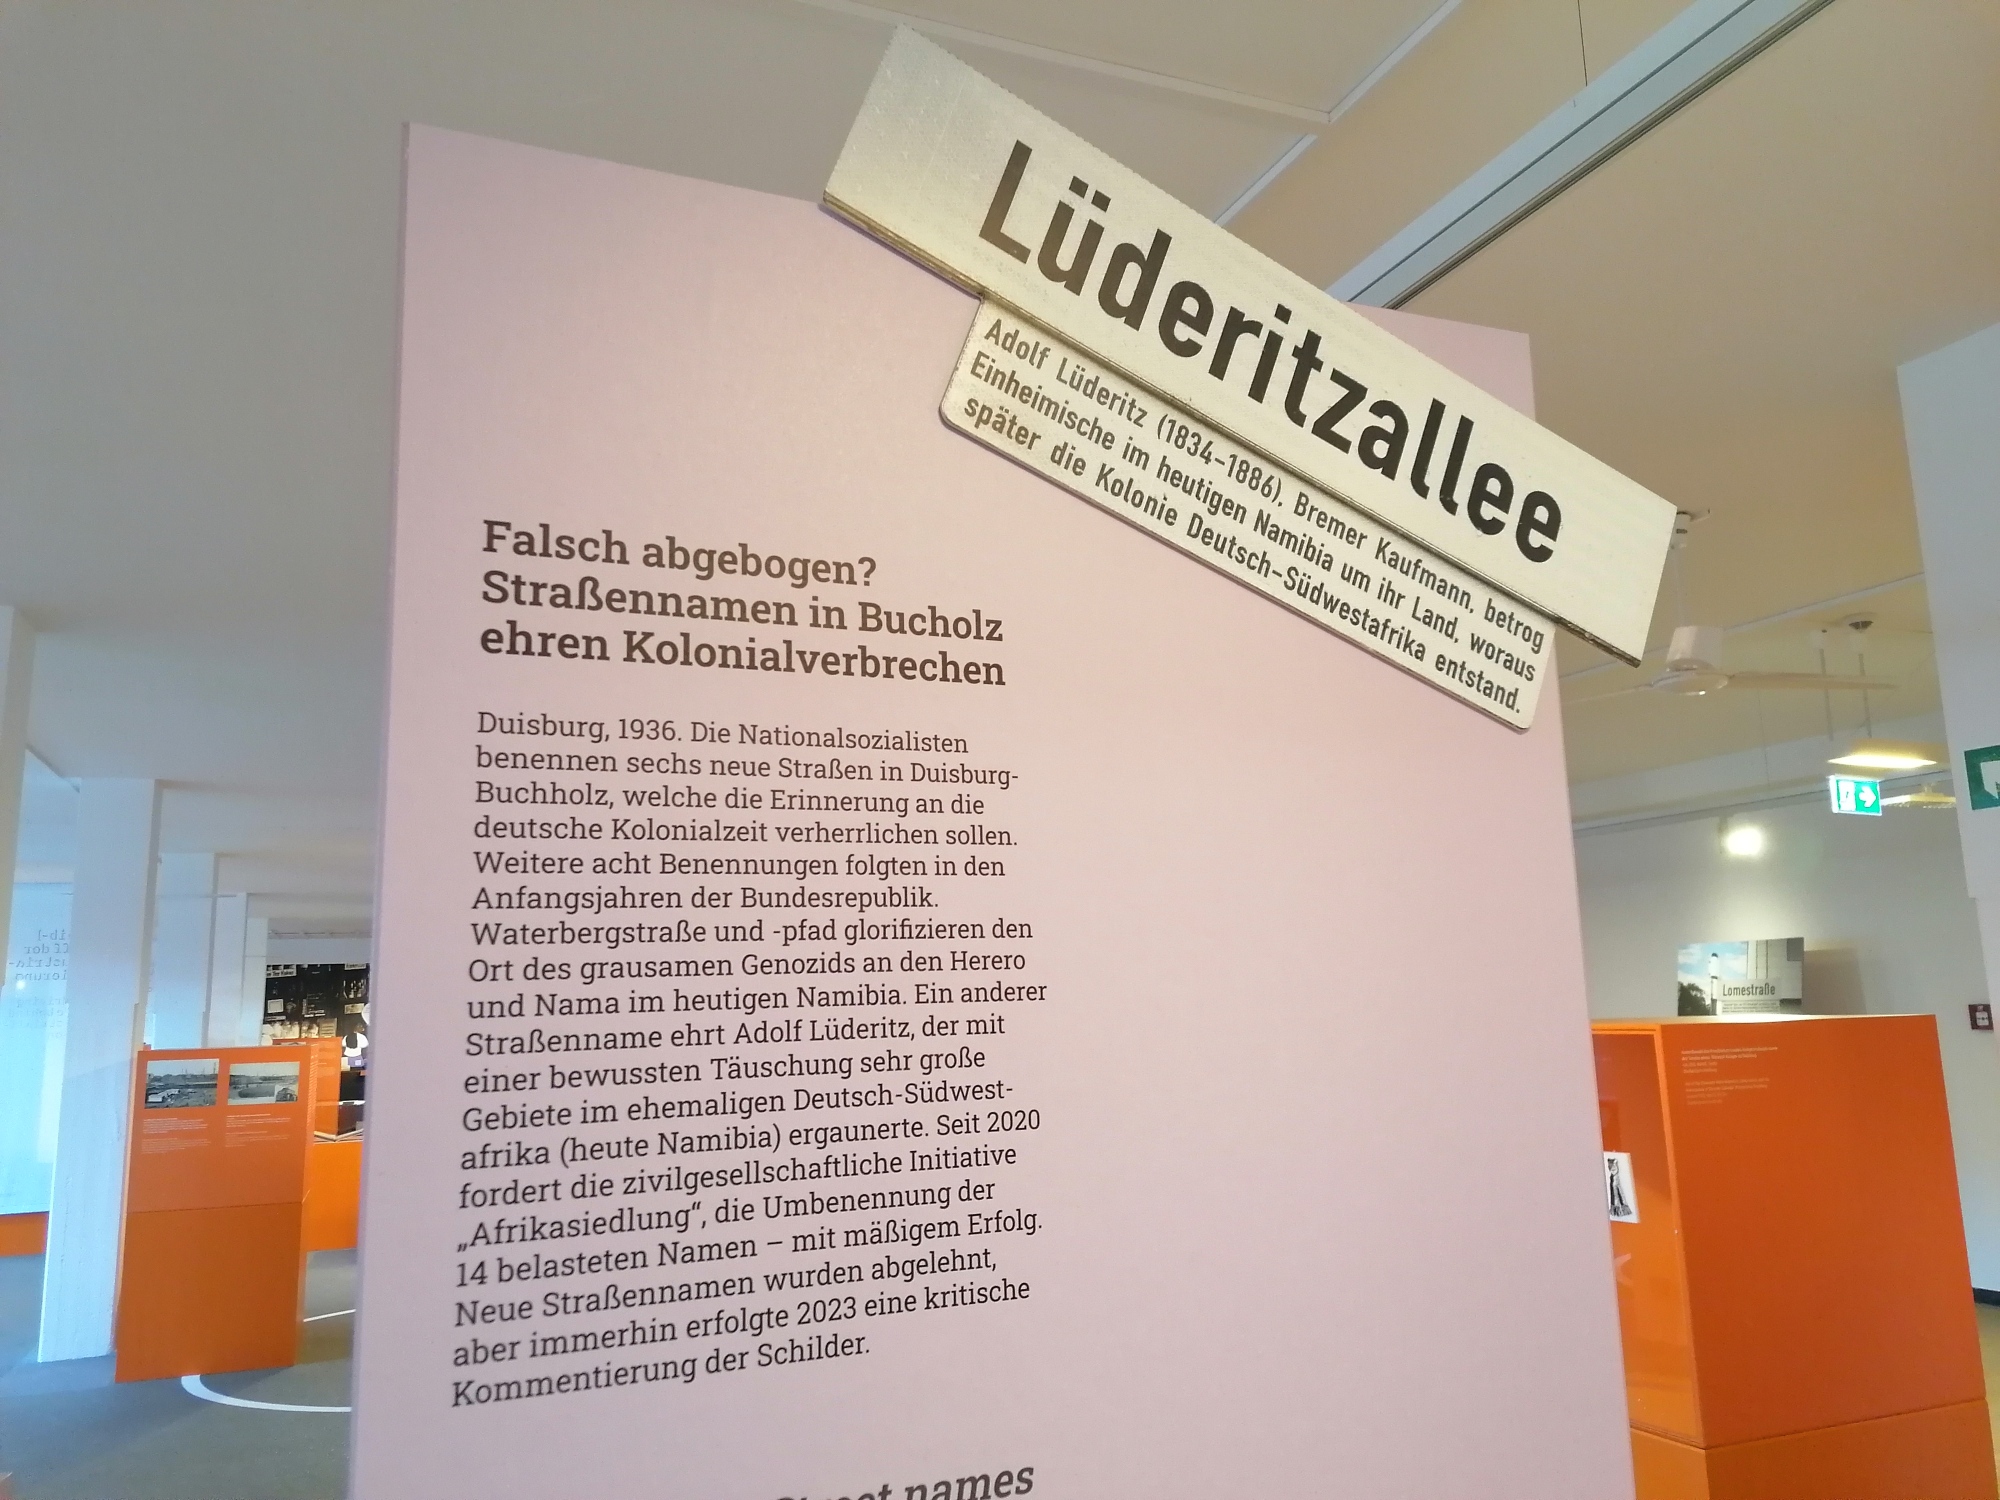 Lüderitzallee
Adolf Lüderitz (1834–1886). Bremer Kaufmann, betrog
Einheimische im heutigen Namibia um ihr Land, woraus
später die Kolonie Deutsch-Südwestafrika entstand.
Falsch abgebogen?
Straßennamen in Bucholz
ehren Kolonialverbrechen
Duisburg, 1936. Die Nationalsozialisten
benennen sechs neue Straßen in Duisburg-
Buchholz, welche die Erinnerung an die
deutsche Kolonialzeit verherrlichen sollen.
Weitere acht Benennungen folgten in den
Anfangsjahren der Bundesrepublik.
Waterbergstraße und -pfad glorifizieren den
Ort des grausamen Genozids an den Herero
und Nama im heutigen Namibia. Ein anderer
Straßenname ehrt Adolf Lüderitz, der mit
einer bewussten Täuschung sehr große
Gebiete im ehemaligen Deutsch-Südwest-
afrika (heute Namibia) ergaunerte. Seit 2020
fordert die zivilgesellschaftliche Initiative
„Afrikasiedlung“, die Umbenennung der
14 belasteten Namen – mit mäßigem Erfolg.
Neue Straßennamen wurden abgelehnt,
aber immerhin erfolgte 2023 eine kritische
Kommentierung der Schilder.
Street names
Lomestraße